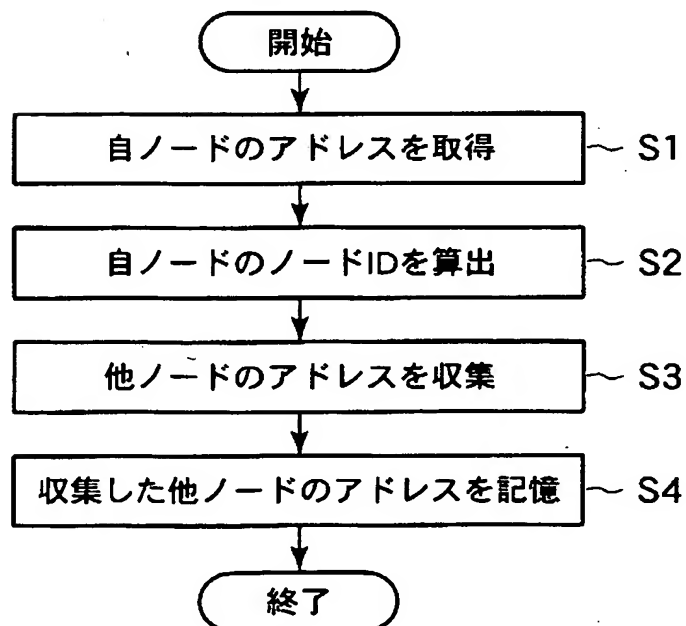 開始
自ノードのアドレスを取得 ～ S1
自ノードのノードIDを算出 ～ S2
他ノードのアドレスを収集 ～ S3
収集した他ノードのアドレスを記憶 ～ S4
終了